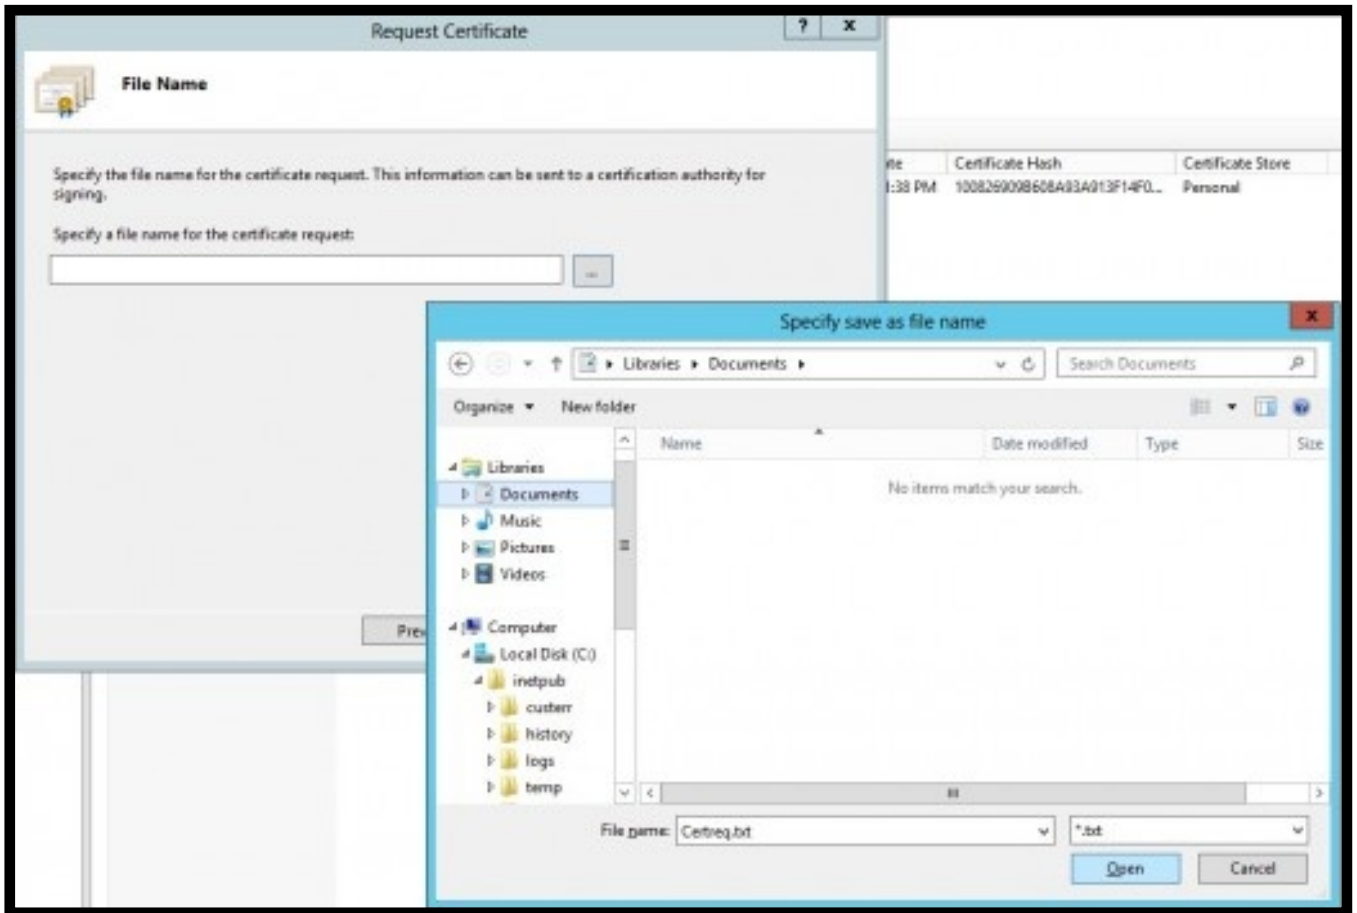 Request Certificate
? x
File Name
Specify the file name for the certificate request. This information can be sent to a certification authority for
signing.
Specify a file name for the certificate request:
...
Certificate Hash
Certificate Store
:38 PM
Personal
Specify save as file name
x
Libraries
Documents
Search Documents
Organize
New folder
Name
Date modified
Type
Size
No items match your search.
Libraries
Documents
Music
Pictures
Videos
Computer
Local Disk (C:)
inetpub
custerr
history
logs
temp
Prev
File name:
Certreq.txt
*.txt
Open
Cancel